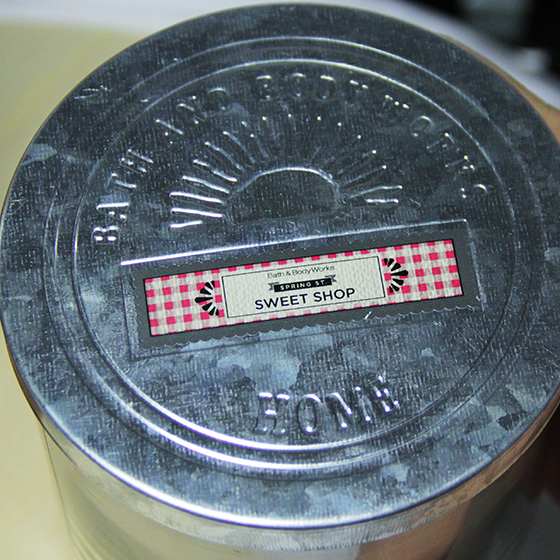 BATH AND BODY WORKS
Bath & Body Works
SPRING ST.
SWEET SHOP
HOME